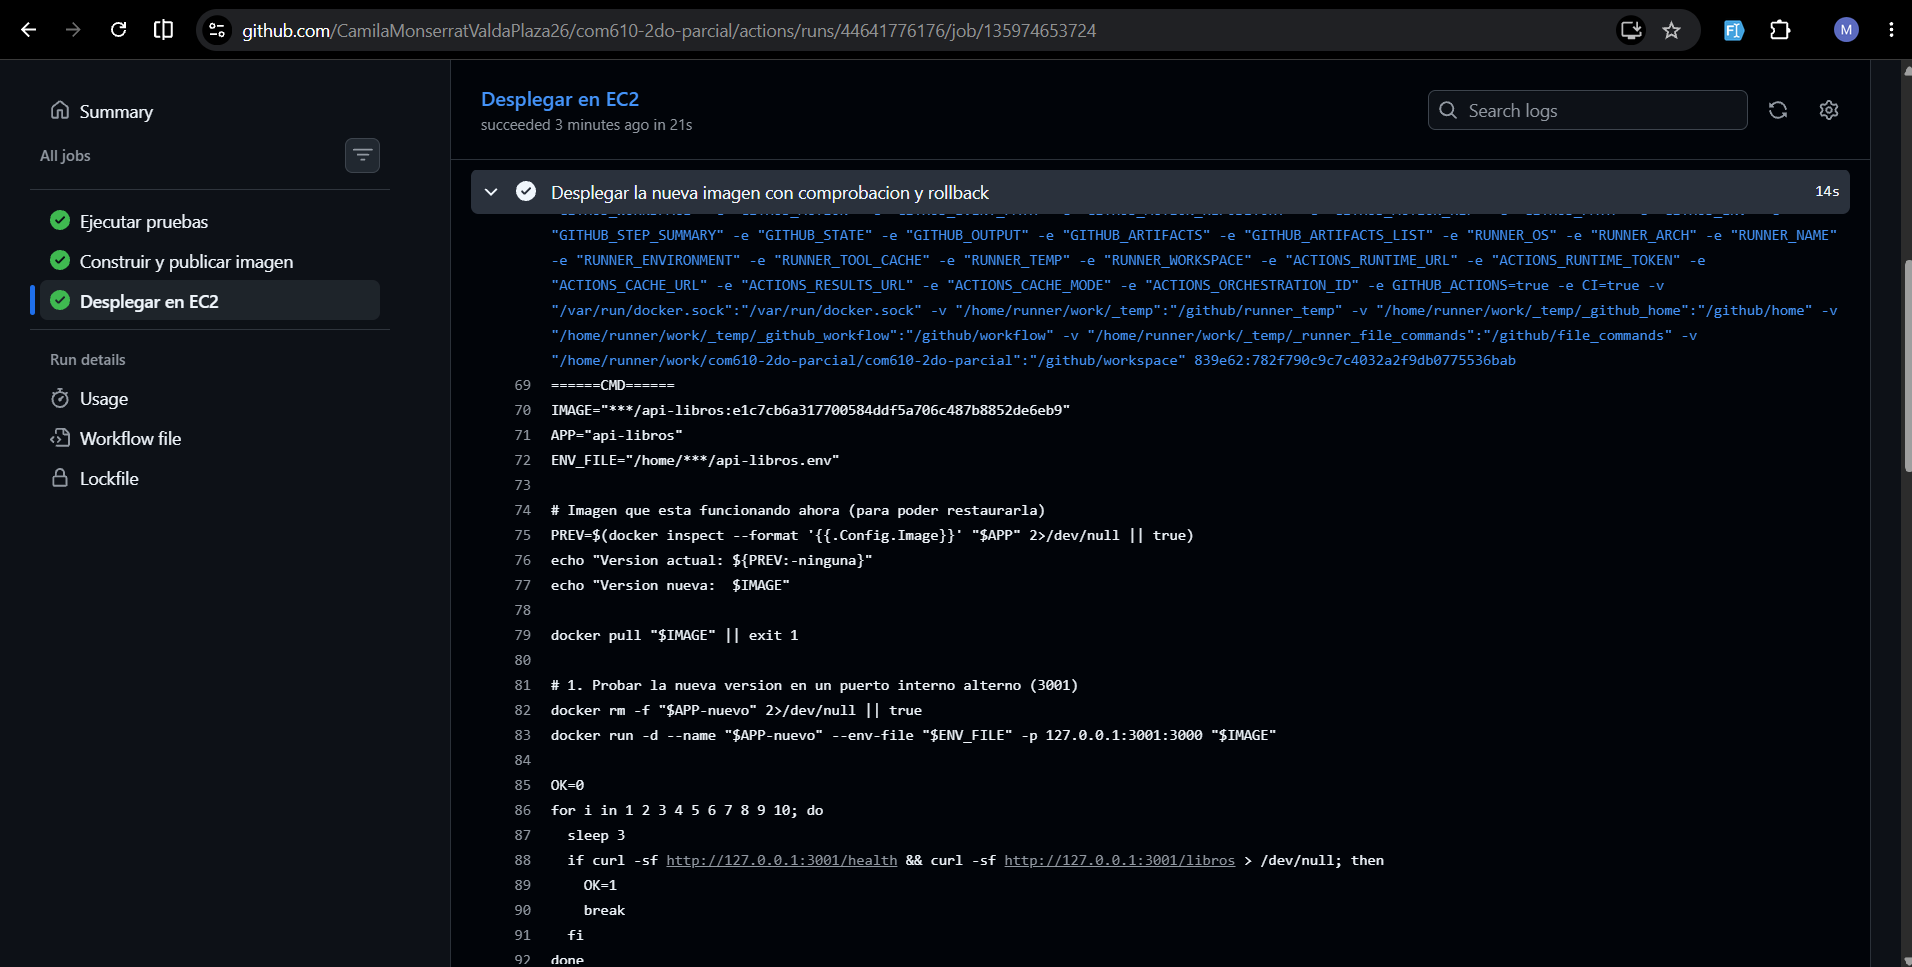 github.com/CamilaMonserratValdaPlaza26/com610-2do-parcial/actions/runs/44641776176/job/135974653724
M
Summary
All jobs
Ejecutar pruebas
Construir y publicar imagen
Desplegar en EC2
Run details
Usage
Workflow file
Lockfile
Desplegar en EC2
succeeded 3 minutes ago in 21s
Search logs
Desplegar la nueva imagen con comprobacion y rollback
14s
"GITHUB_STEP_SUMMARY" -e "GITHUB_STATE" -e "GITHUB_OUTPUT" -e "GITHUB_ARTIFACTS" -e "GITHUB_ARTIFACTS_LIST" -e "RUNNER_OS" -e "RUNNER_ARCH" -e "RUNNER_NAME"
-e "RUNNER_ENVIRONMENT" -e "RUNNER_TOOL_CACHE" -e "RUNNER_TEMP" -e "RUNNER_WORKSPACE" -e "ACTIONS_RUNTIME_URL" -e "ACTIONS_RUNTIME_TOKEN" -e
"ACTIONS_CACHE_URL" -e "ACTIONS_RESULTS_URL" -e "ACTIONS_CACHE_MODE" -e "ACTIONS_ORCHESTRATION_ID" -e GITHUB_ACTIONS=true -e CI=true -v
"/var/run/docker.sock":"/var/run/docker.sock" -v "/home/runner/work/_temp":"/github/runner_temp" -v "/home/runner/work/_temp/_github_home":"/github/home" -v
"/home/runner/work/_temp/_github_workflow":"/github/workflow" -v "/home/runner/work/_temp/_runner_file_commands":"/github/file_commands" -v
"/home/runner/work/com610-2do-parcial/com610-2do-parcial":"/github/workspace" 839e62:782f790c9c7c4032a2f9db0775536bab
69 ======CMD======
70 IMAGE="***/api-libros:e1c7cb6a317700584ddf5a706c487b8852de6eb9"
71 APP="api-libros"
72 ENV_FILE="/home/***/api-libros.env"
73
74 # Imagen que esta funcionando ahora (para poder restaurarla)
75 PREV=$(docker inspect --format '{{.Config.Image}}' "$APP" 2>/dev/null || true)
76 echo "Version actual: ${PREV:-ninguna}"
77 echo "Version nueva:  $IMAGE"
78
79 docker pull "$IMAGE" || exit 1
80
81 # 1. Probar la nueva version en un puerto interno alterno (3001)
82 docker rm -f "$APP-nuevo" 2>/dev/null || true
83 docker run -d --name "$APP-nuevo" --env-file "$ENV_FILE" -p 127.0.0.1:3001:3000 "$IMAGE"
84
85 OK=0
86 for i in 1 2 3 4 5 6 7 8 9 10; do
87   sleep 3
88   if curl -sf http://127.0.0.1:3001/health && curl -sf http://127.0.0.1:3001/libros > /dev/null; then
89     OK=1
90     break
91   fi
92 done